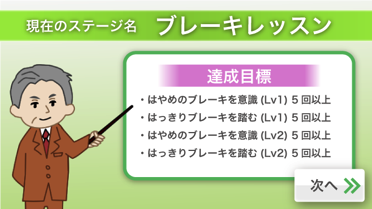 現在のステージ名 ブレーキレッスン
達成目標
・はやめのブレーキを意識 (Lv1) 5 回以上
・はっきりブレーキを踏む (Lv1) 5 回以上
・はやめのブレーキを意識 (Lv2) 5 回以上
・はっきりブレーキを踏む (Lv2) 5 回以上
次へ